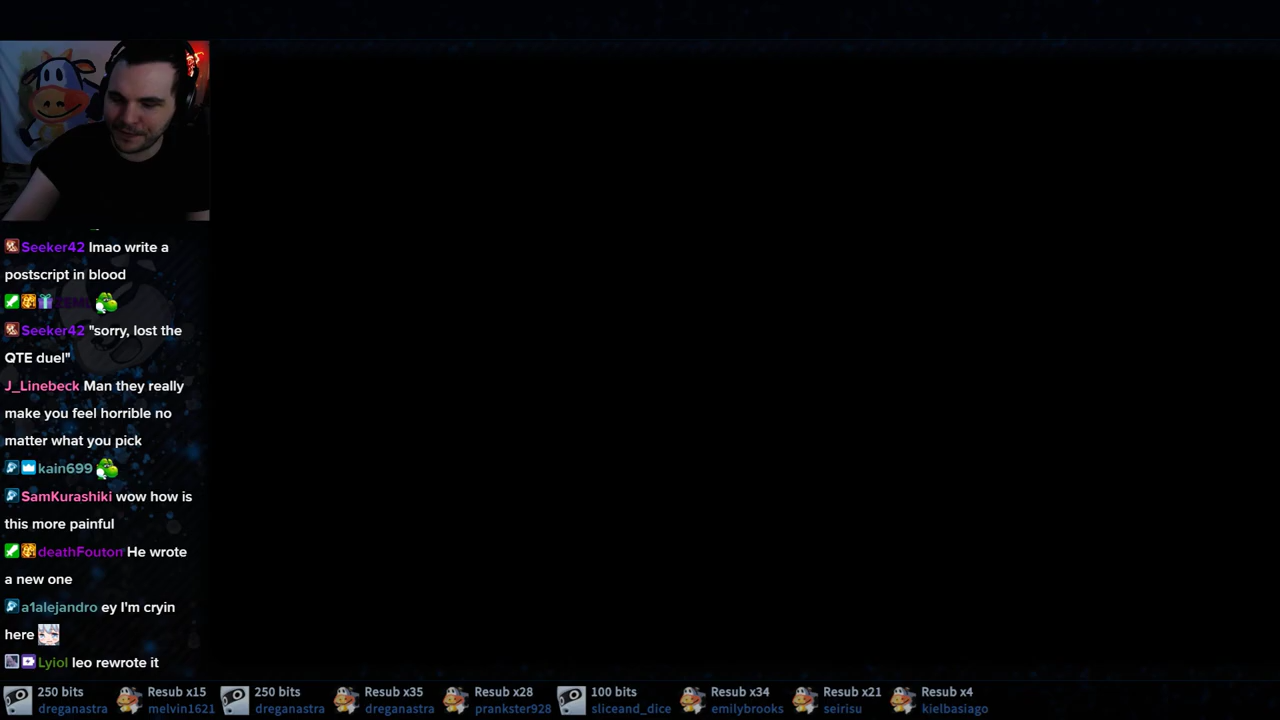 Seeker42 lmao write a
postscript in blood
Seeker42 "sorry, lost the
QTE duel"
J_Linebeck Man they really
make you feel horrible no
matter what you pick
kain699
SamKurashiki wow how is
this more painful
deathFouton He wrote
a new one
a1alejandro ey I'm cryin
here
Lyiol leo rewrote it
250 bits Resub x15 250 bits Resub x35 Resub x28 100 bits Resub x34 Resub x21 Resub x4
dreganastra melvin1621 dreganastra dreganastra prankster928 sliceand_dice emilybrooks seirisu kielbasiago